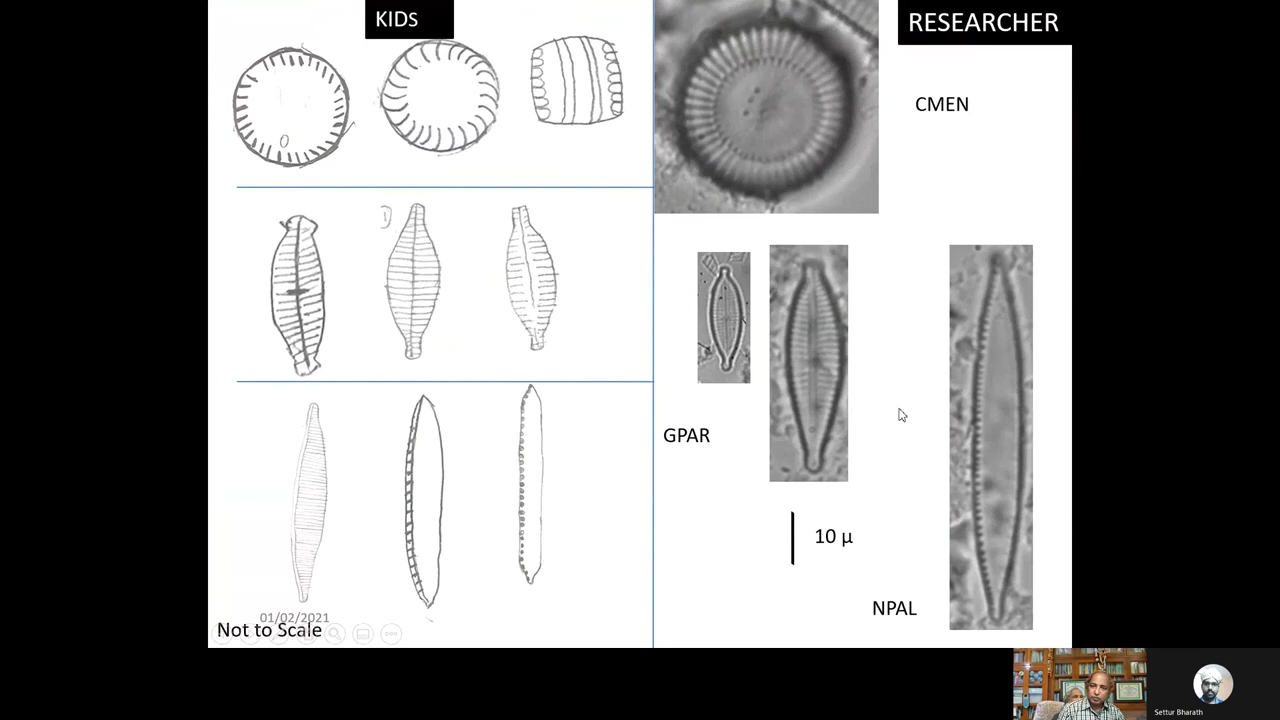 KIDS
RESEARCHER
CMEN
GPAR
10 µ
NPAL
01/02/2021
Not to Scale
Settur Bharath